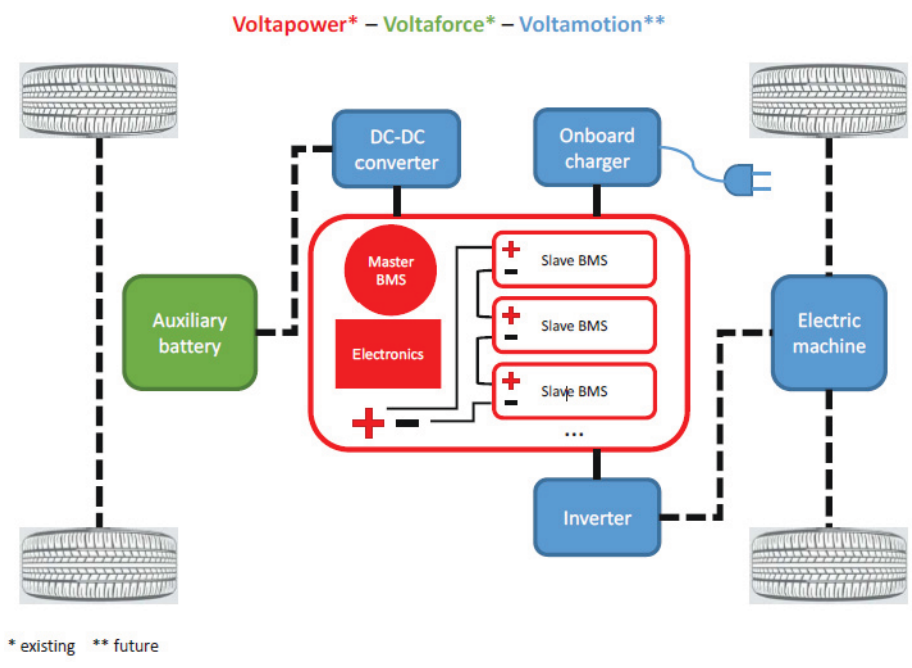 Voltapower* – Voltaforce* – Voltamotion**
DC-DC
converter
Onboard
charger
Master
BMS
Slave BMS
Auxiliary
battery
Electronics
Slave BMS
Electric
machine
Slave BMS
...
Inverter
* existing ** future